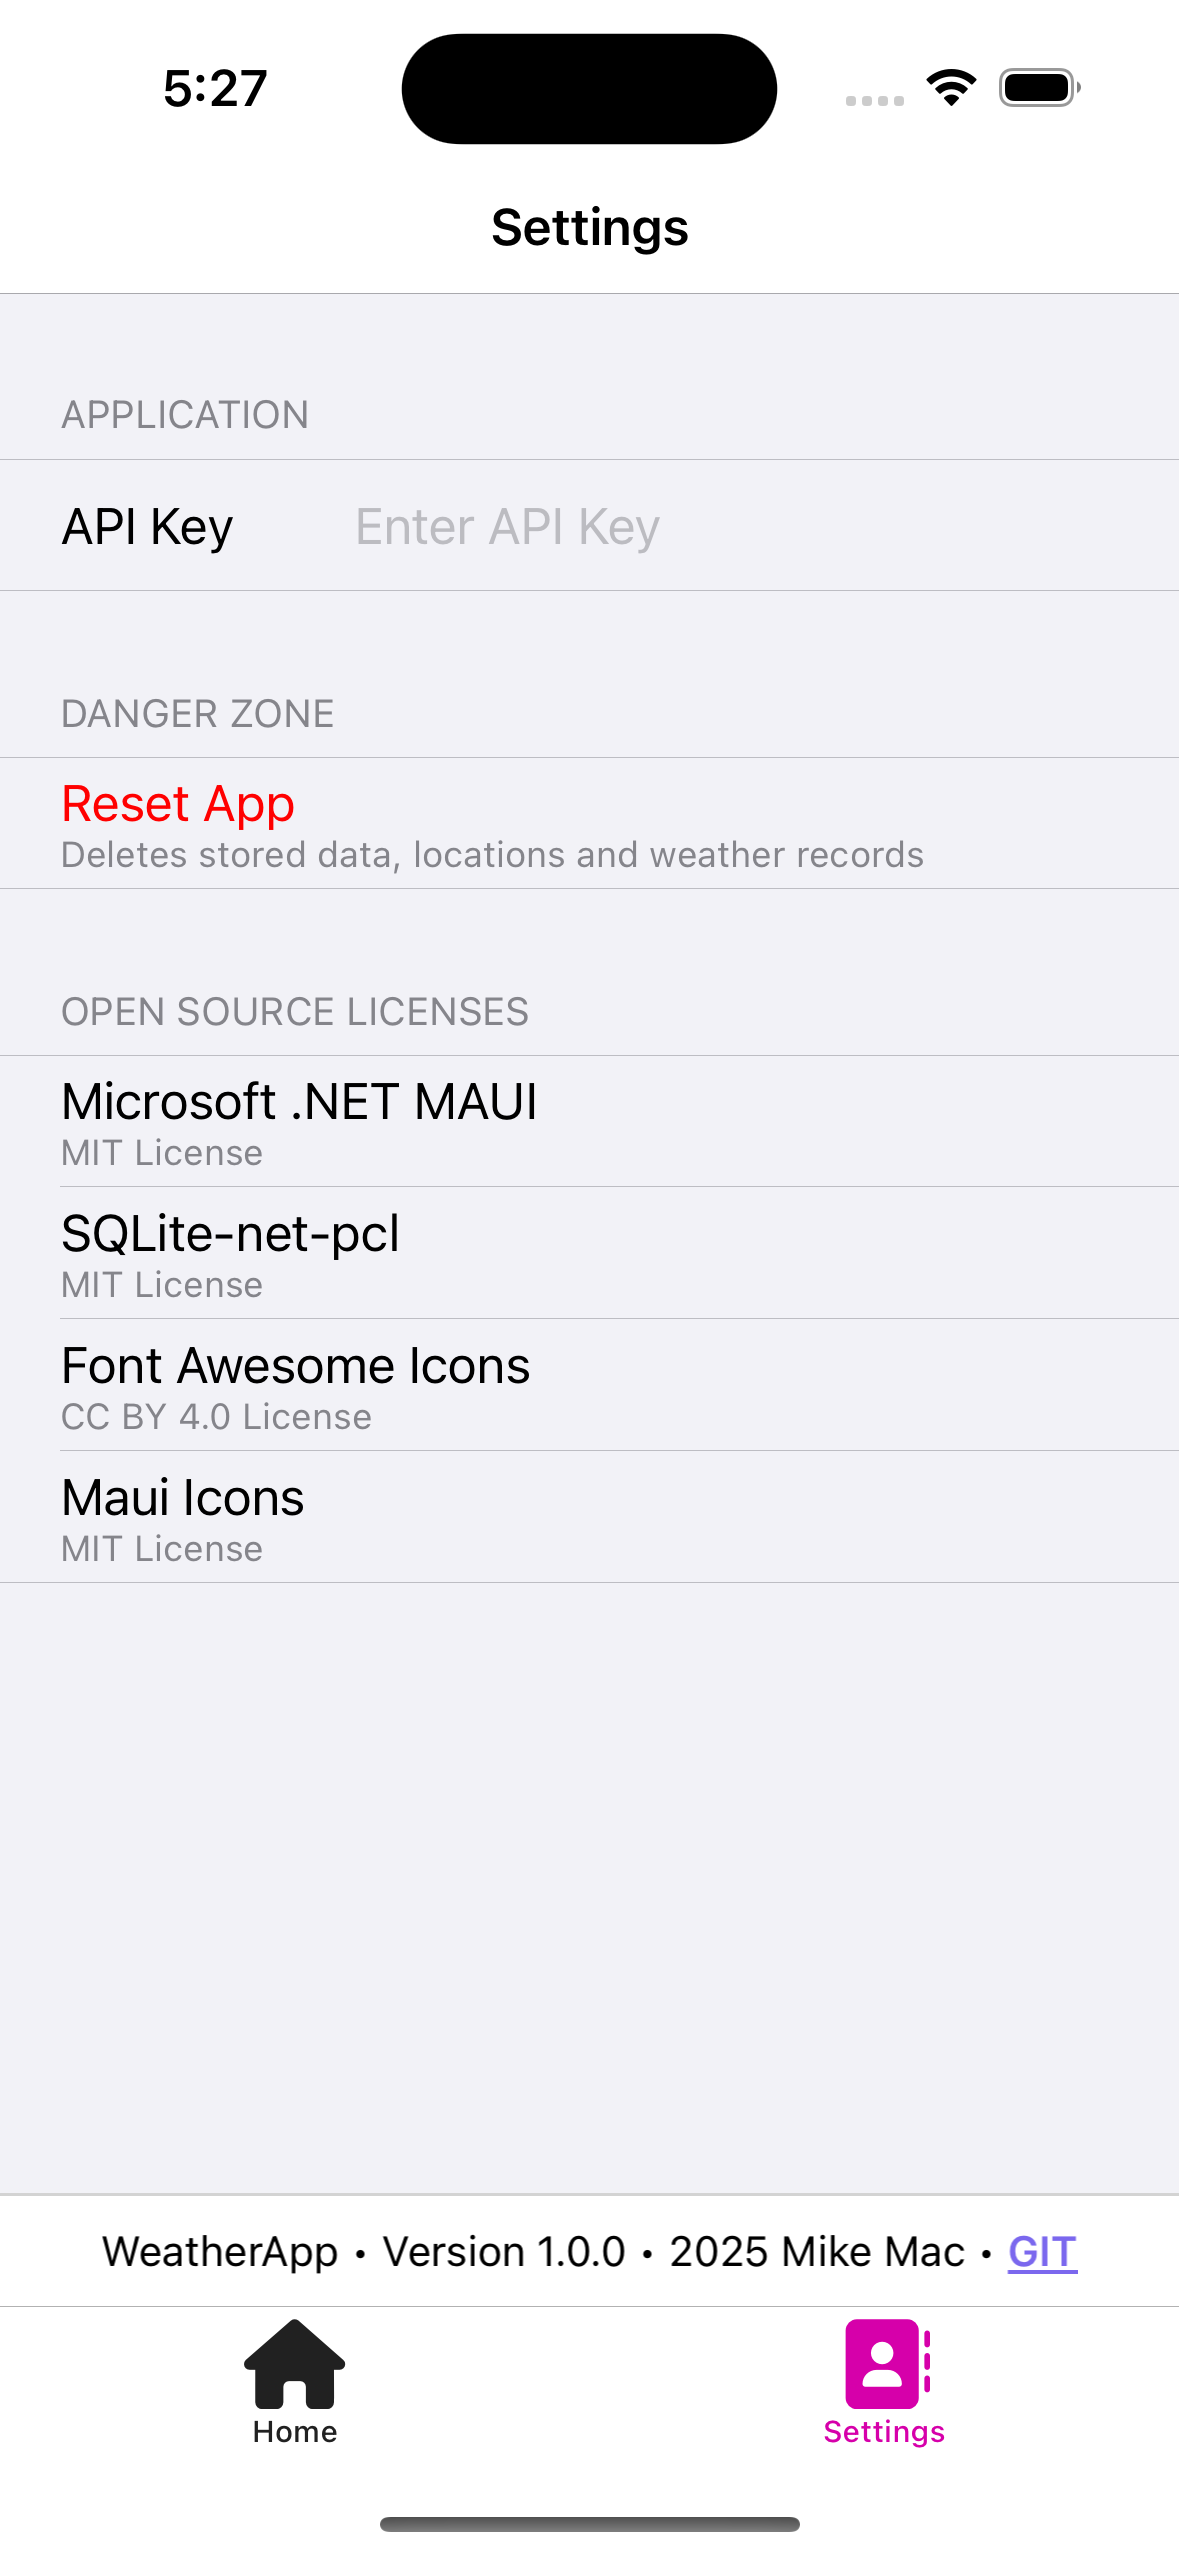 5:27
Settings
APPLICATION
API Key Enter API Key
DANGER ZONE
Reset App
Deletes stored data, locations and weather records
OPEN SOURCE LICENSES
Microsoft .NET MAUI
MIT License
SQLite-net-pcl
MIT License
Font Awesome Icons
CC BY 4.0 License
Maui Icons
MIT License
WeatherApp • Version 1.0.0 • 2025 Mike Mac • GIT
Home Settings